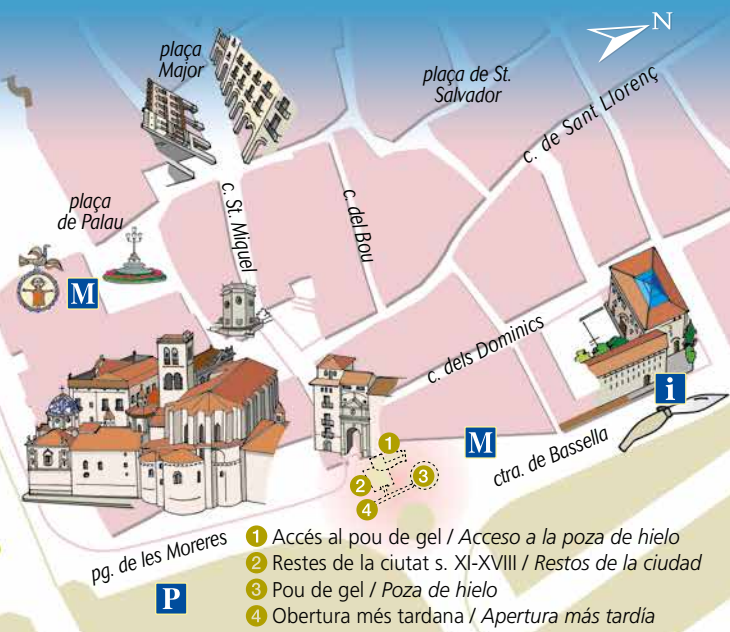 N
plaça
Major
plaça de St.
Salvador
c. de Sant Llorenç
plaça
de Palau
c. St. Miquel
c. del Bou
M
c. dels Dominics
i
M
ctra. de Bassella
1
2
3
4
pg. de les Moreres
P
1 Accés al pou de gel / Acceso a la poza de hielo
2 Restes de la ciutat s. XI-XVIII / Restos de la ciudad
3 Pou de gel / Poza de hielo
4 Obertura més tardana / Apertura más tardía